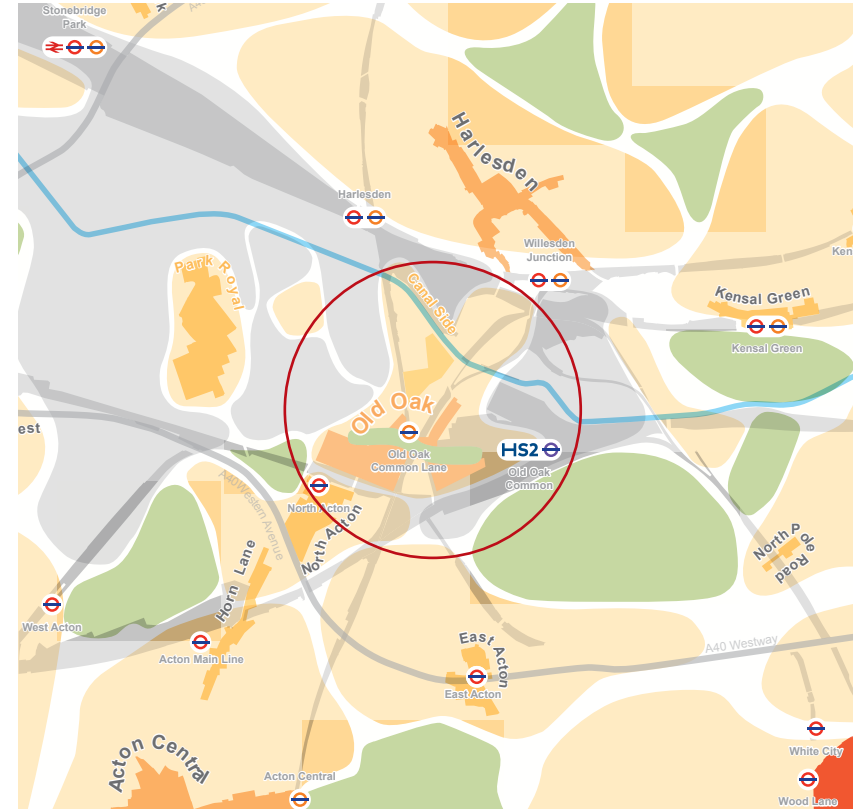 Stonebridge
Park
Harlesden
Harlesden
Willesden
Junction
Park Royal
Canal Side
Kensal Green
Kensal Green
Ken
Old Oak
est
Old Oak
Common Lane
HS2
Old Oak
Common
A40 Western Avenue
North Acton
North Acton
North Pole
Road
Horn Lane
West Acton
Acton Main Line
East Acton
East Acton
A40 Westway
White City
Acton Central
Acton Central
Wood Lane